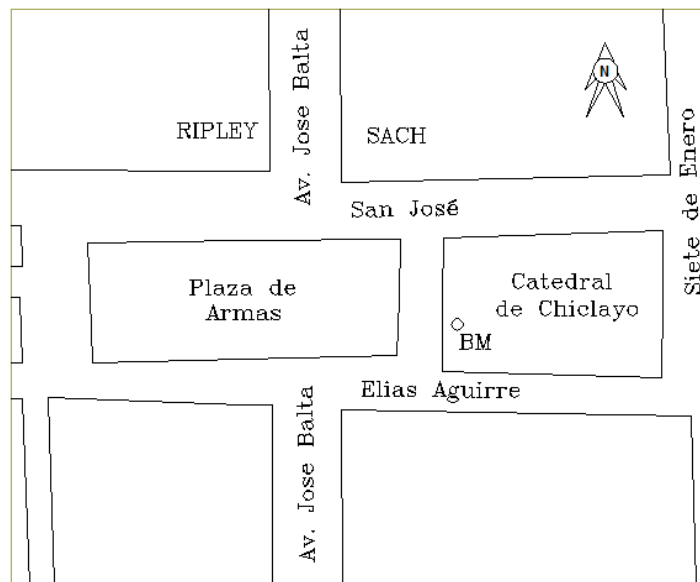 Av. Jose Balta
N
RIPLEY
SACH
Siete de Enero
San José
Plaza de
Armas
Catedral
de Chiclayo
BM
Elias Aguirre
Av. Jose Balta